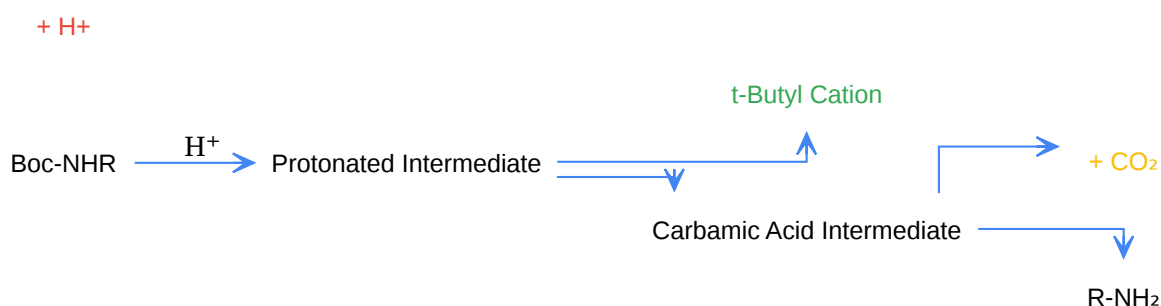 + H+
t-Butyl Cation
H⁺
Boc-NHR
Protonated Intermediate
+ CO₂
Carbamic Acid Intermediate
R-NH₂